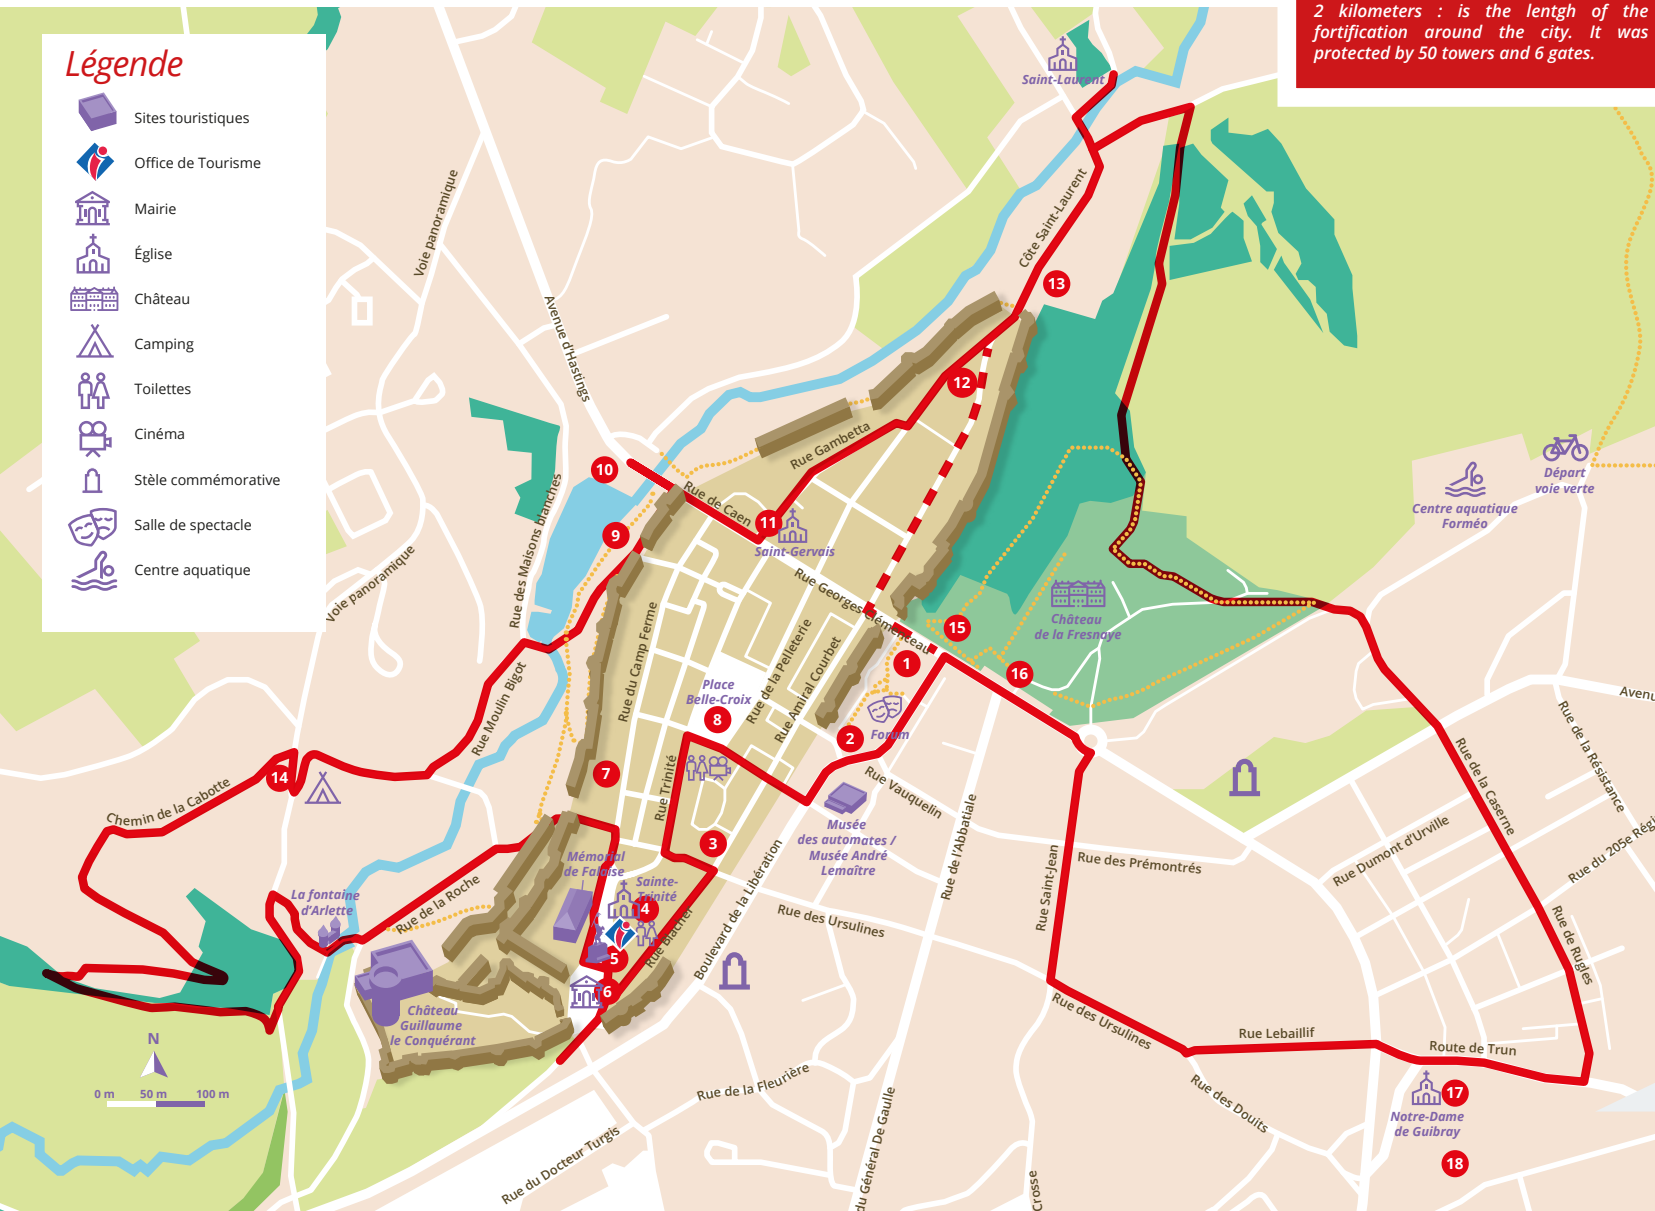 2 kilometers : is the lentgh of the
fortification around the city. It was
protected by 50 towers and 6 gates.
Légende
Sites touristiques
Office de Tourisme
Mairie
Église
Château
Camping
Toilettes
Cinéma
Stèle commémorative
Salle de spectacle
Centre aquatique
Saint-Laurent
Voie panoramique
Côte Saint-Laurent
13
Avenue d'Hastings
12
Rue Gambetta
10
Rue de Caen
11
Saint-Gervais
9
Rue des Maisons blanches
Voie panoramique
Départ
voie verte
Centre aquatique
Forméo
Rue Georges Clémenceau
Château
de la Fresnaye
15
1
16
Rue du Camp Ferme
Rue de la Pelleterie
Rue Amiral Courbet
Place
Belle-Croix
8
Forum
2
Rue Moulin Bigot
14
Chemin de la Cabotte
7
Rue Trinité
Rue Vauquelin
Musée
des automates /
Musée André
Lemaître
3
Avenu
Rue de la Résistance
Rue de la Caserne
Rue Dumont d'Urville
Rue du 205e Régi
Rue des Prémontrés
Rue de l'Abbatiale
Rue Saint-Jean
Mémorial
de Falaise
Sainte-
Trinité
4
5
6
Rue Blacher
Boulevard de la Libération
Rue des Ursulines
La fontaine
d'Arlette
Rue de la Roche
Château
Guillaume
le Conquérant
Rue de Rugles
Rue des Ursulines
Rue Lebaillif
Route de Trun
N
0 m
50 m
100 m
Rue de la Fleurière
Rue du Docteur Turgis
du Général De Gaulle
Crosse
Rue des Douits
17
Notre-Dame
de Guibray
18